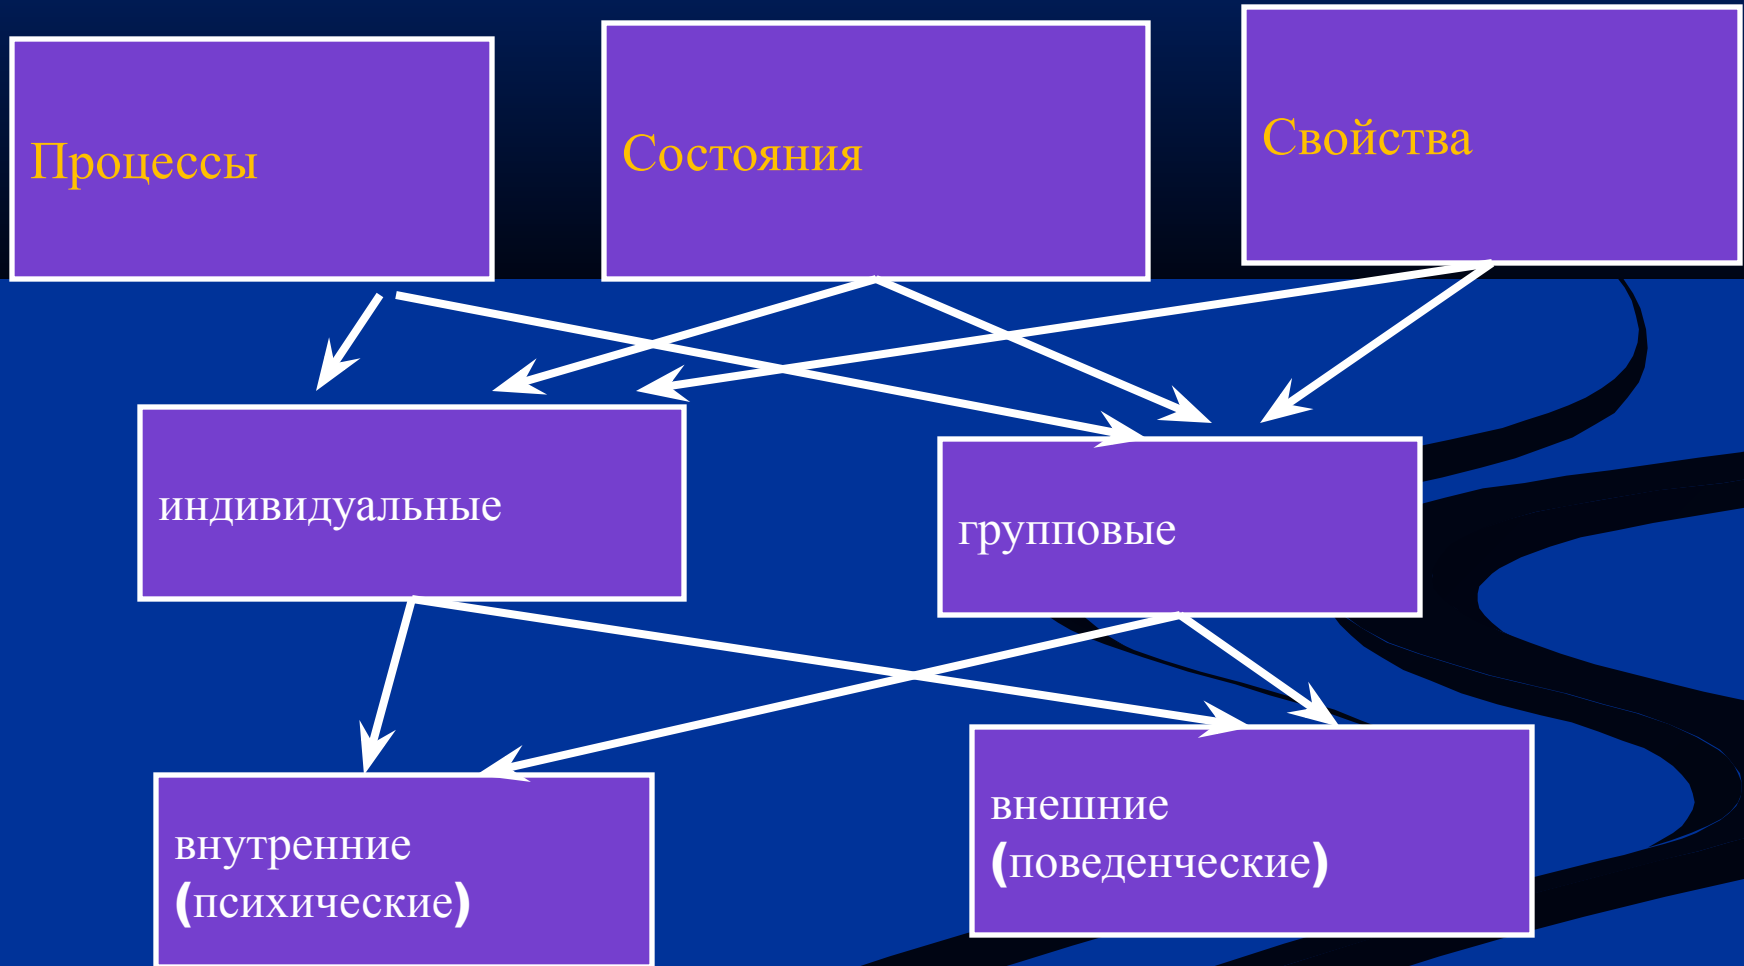 Процессы
Состояния
Свойства
индивидуальные
групповые
внутренние
(психические)
внешние
(поведенческие)